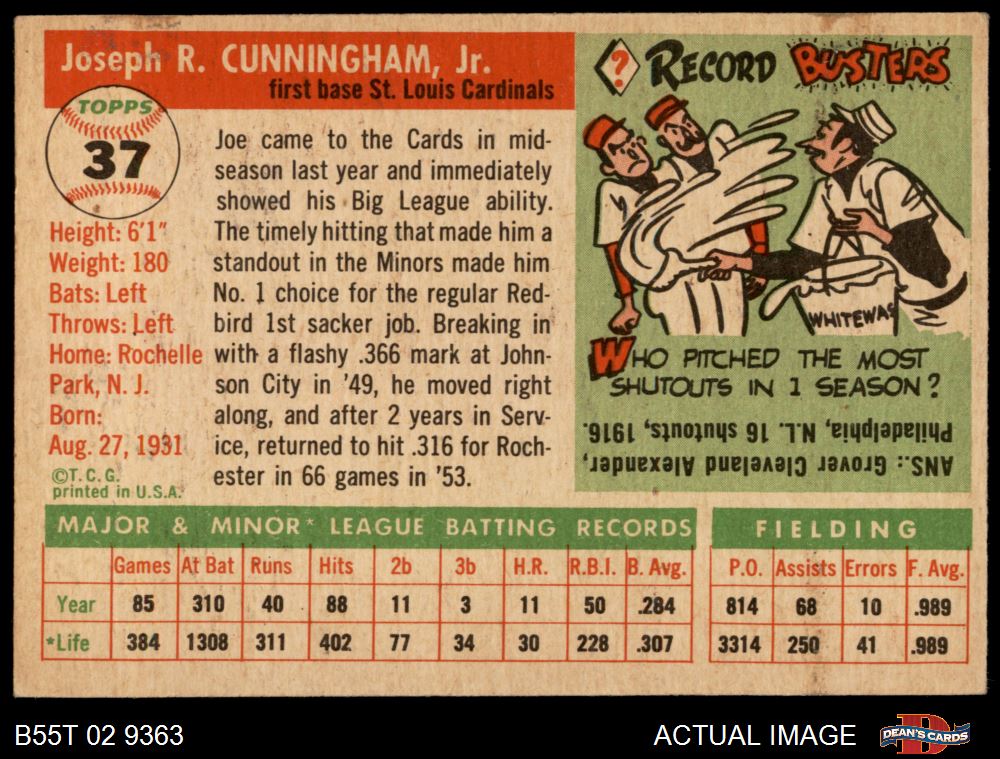 Joseph R. CUNNINGHAM, Jr.
first base St. Louis Cardinals
TOPPS
37
Height: 6'1"
Weight: 180
Bats: Left
Throws: Left
Home: Rochelle
Park, N. J.
Born:
Aug. 27, 1931
©T. C. G.
printed in U.S.A.
Joe came to the Cards in mid-
season last year and immediately
showed his Big League ability.
The timely hitting that made him a
standout in the Minors made him
No. 1 choice for the regular Red-
bird 1st sacker job. Breaking in
with a flashy .366 mark at John-
son City in '49, he moved right
along, and after 2 years in Serv-
ice, returned to hit .316 for Roch-
ester in 66 games in '53.
? RECORD BUSTERS
WHITEWAS
WHO PITCHED THE MOST
SHUTOUTS IN 1 SEASON?
ANS.: Grover Cleveland Alexander,
Philadelphia, N.L. 16 shutouts, 1916.
MAJOR & MINOR* LEAGUE BATTING RECORDS
Games At Bat Runs Hits 2b 3b H.R. R.B.I. B. Avg.
Year 85 310 40 88 11 3 11 50 .284
*Life 384 1308 311 402 77 34 30 228 .307
FIELDING
P.O. Assists Errors F. Avg.
814 68 10 .989
3314 250 41 .989
B55T 02 9363
ACTUAL IMAGE
D
DEAN'S CARDS